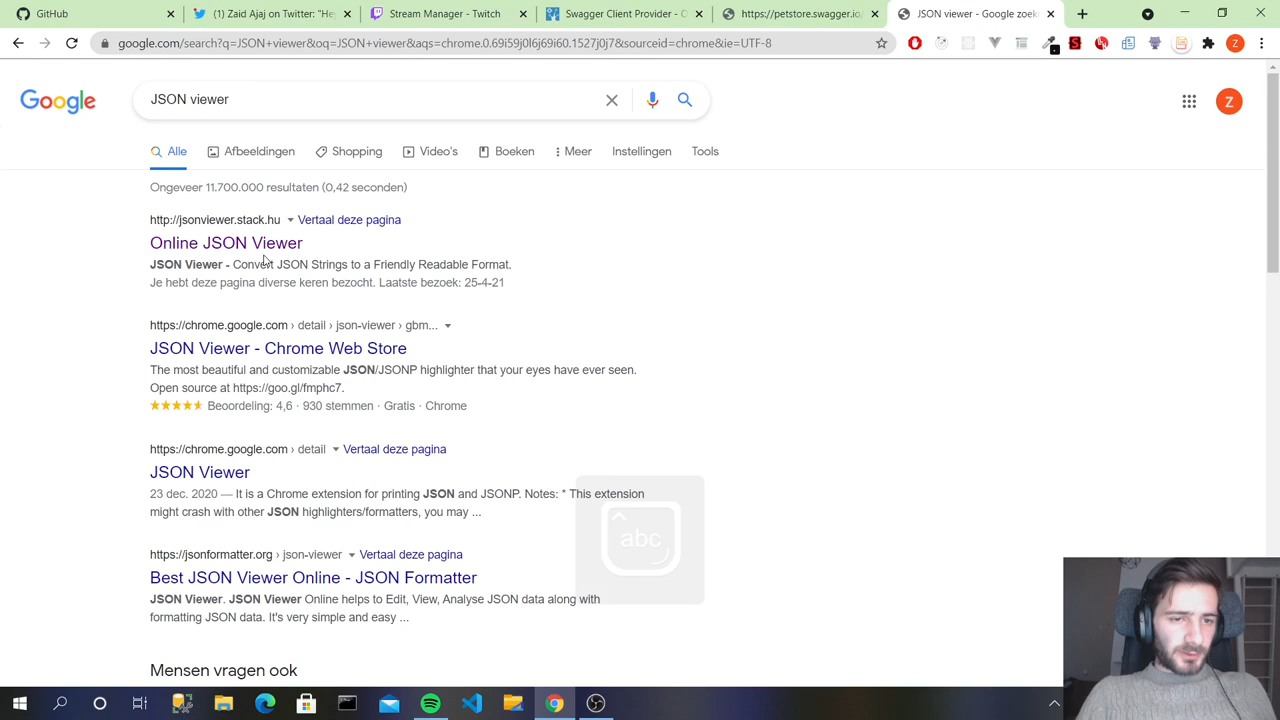 GitHub
(1) Zaid Ajaj on Twitter: "He
Stream Manager - Twitch
Swagger Client Provider - O
https://petstore.swagger.io
JSON viewer - Google zoek
google.com/search?q=JSON+viewer&oq=JSON+viewer&aqs=chrome.0.69i59j0l6j69i60.1527j0j7&sourceid=chrome&ie=UTF-8
Google
JSON viewer
Z
Alle
Afbeeldingen
Shopping
Video's
Boeken
Meer
Instellingen
Tools
Ongeveer 11.700.000 resultaten (0,42 seconden)
http://jsonviewer.stack.hu Vertaal deze pagina
Online JSON Viewer
JSON Viewer - Convert JSON Strings to a Friendly Readable Format.
Je hebt deze pagina diverse keren bezocht. Laatste bezoek: 25-4-21
https://chrome.google.com › detail › json-viewer › gbm...
JSON Viewer - Chrome Web Store
The most beautiful and customizable JSON/JSONP highlighter that your eyes have ever seen.
Open source at https://goo.gl/fmphc7.
Beoordeling: 4,6 · 930 stemmen · Gratis · Chrome
https://chrome.google.com › detail Vertaal deze pagina
JSON Viewer
23 dec. 2020 — It is a Chrome extension for printing JSON and JSONP. Notes: * This extension
might crash with other JSON highlighters/formatters, you may ...
abc
https://jsonformatter.org › json-viewer Vertaal deze pagina
Best JSON Viewer Online - JSON Formatter
JSON Viewer. JSON Viewer Online helps to Edit, View, Analyse JSON data along with
formatting JSON data. It's very simple and easy ...
Mensen vragen ook